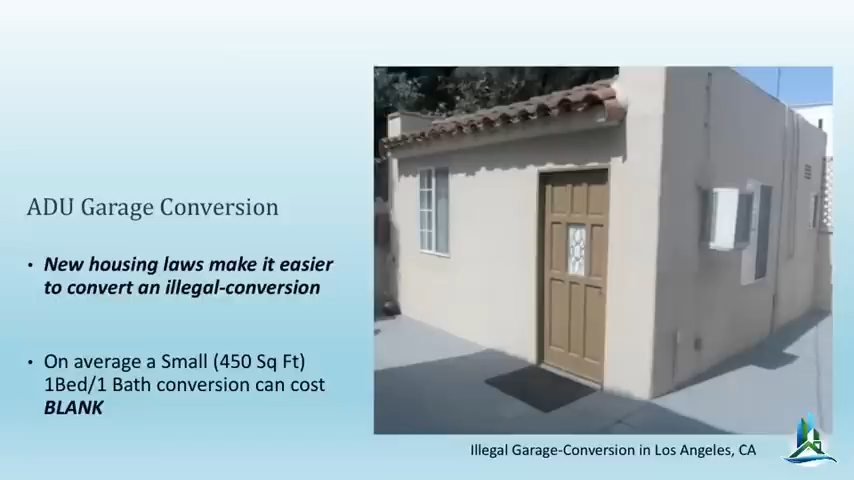 ADU Garage Conversion
• New housing laws make it easier
to convert an illegal-conversion
• On average a Small (450 Sq Ft)
1Bed/1 Bath conversion can cost
BLANK
Illegal Garage-Conversion in Los Angeles, CA